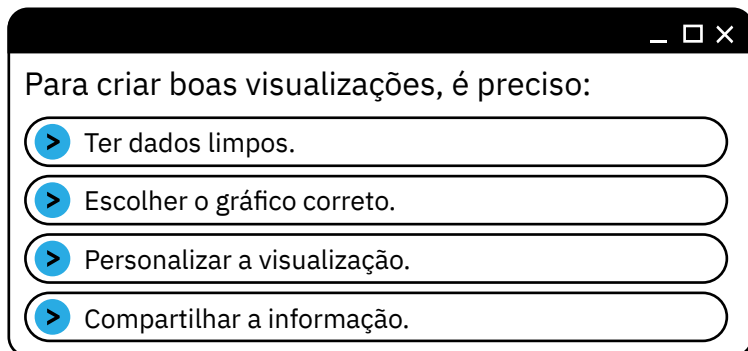 Para criar boas visualizações, é preciso:
> Ter dados limpos.
> Escolher o gráfico correto.
> Personalizar a visualização.
> Compartilhar a informação.